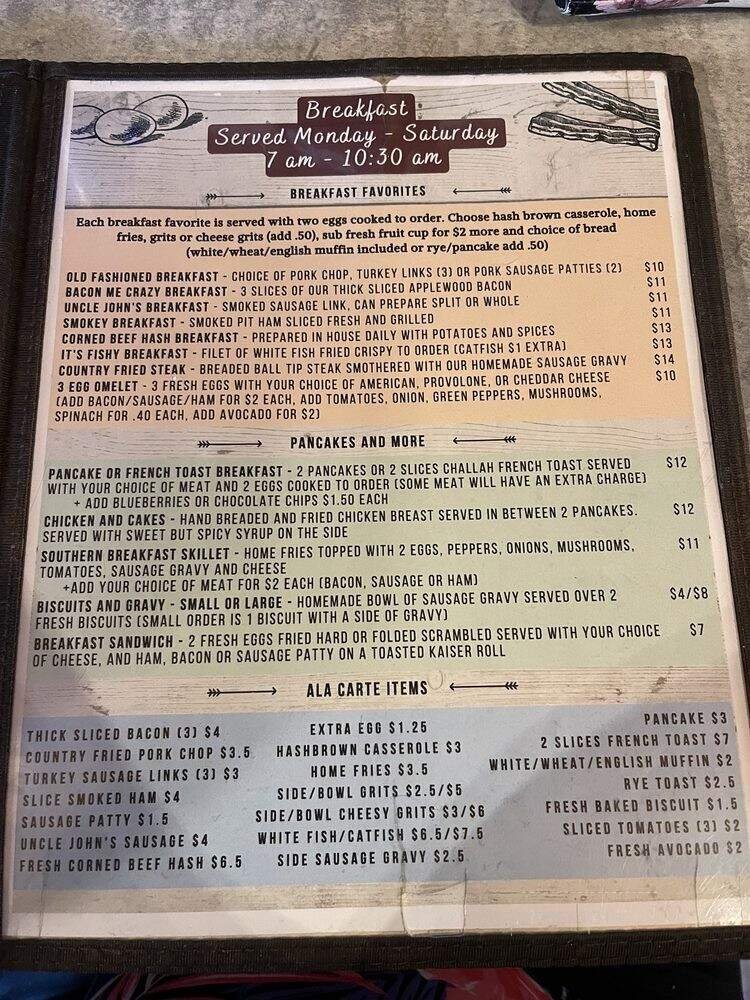 Breakfast
Served Monday - Saturday
7 am - 10:30 am
BREAKFAST FAVORITES
Each breakfast favorite is served with two eggs cooked to order. Choose hash brown casserole, home
fries, grits or cheese grits (add .50), sub fresh fruit cup for $2 more and choice of bread
(white/wheat/english muffin included or rye/pancake add .50)
OLD FASHIONED BREAKFAST - CHOICE OF PORK CHOP, TURKEY LINKS (3) OR PORK SAUSAGE PATTIES (2) $10
BACON ME CRAZY BREAKFAST - 3 SLICES OF OUR THICK SLICED APPLEWOOD BACON $11
UNCLE JOHN'S BREAKFAST - SMOKED SAUSAGE LINK, CAN PREPARE SPLIT OR WHOLE $11
SMOKEY BREAKFAST - SMOKED PIT HAM SLICED FRESH AND GRILLED $11
CORNED BEEF HASH BREAKFAST - PREPARED IN HOUSE DAILY WITH POTATOES AND SPICES $13
IT'S FISHY BREAKFAST - FILET OF WHITE FISH FRIED CRISPY TO ORDER (CATFISH $1 EXTRA) $13
COUNTRY FRIED STEAK - BREADED BALL TIP STEAK SMOTHERED WITH OUR HOMEMADE SAUSAGE GRAVY $14
3 EGG OMELET - 3 FRESH EGGS WITH YOUR CHOICE OF AMERICAN, PROVOLONE, OR CHEDDAR CHEESE $10
(ADD BACON/SAUSAGE/HAM FOR $2 EACH, ADD TOMATOES, ONION, GREEN PEPPERS, MUSHROOMS,
SPINACH FOR .40 EACH, ADD AVOCADO FOR $2)
PANCAKES AND MORE
PANCAKE OR FRENCH TOAST BREAKFAST - 2 PANCAKES OR 2 SLICES CHALLAH FRENCH TOAST SERVED $12
WITH YOUR CHOICE OF MEAT AND 2 EGGS COOKED TO ORDER (SOME MEAT WILL HAVE AN EXTRA CHARGE)
+ ADD BLUEBERRIES OR CHOCOLATE CHIPS $1.50 EACH
CHICKEN AND CAKES - HAND BREADED AND FRIED CHICKEN BREAST SERVED IN BETWEEN 2 PANCAKES. $12
SERVED WITH SWEET BUT SPICY SYRUP ON THE SIDE
SOUTHERN BREAKFAST SKILLET - HOME FRIES TOPPED WITH 2 EGGS, PEPPERS, ONIONS, MUSHROOMS, $11
TOMATOES, SAUSAGE GRAVY AND CHEESE
+ADD YOUR CHOICE OF MEAT FOR $2 EACH (BACON, SAUSAGE OR HAM)
BISCUITS AND GRAVY - SMALL OR LARGE - HOMEMADE BOWL OF SAUSAGE GRAVY SERVED OVER 2 $4/$8
FRESH BISCUITS (SMALL ORDER IS 1 BISCUIT WITH A SIDE OF GRAVY)
BREAKFAST SANDWICH - 2 FRESH EGGS FRIED HARD OR FOLDED SCRAMBLED SERVED WITH YOUR CHOICE $7
OF CHEESE, AND HAM, BACON OR SAUSAGE PATTY ON A TOASTED KAISER ROLL
ALA CARTE ITEMS
THICK SLICED BACON (3) $4
COUNTRY FRIED PORK CHOP $3.5
TURKEY SAUSAGE LINKS (3) $3
SLICE SMOKED HAM $4
SAUSAGE PATTY $1.5
UNCLE JOHN'S SAUSAGE $4
FRESH CORNED BEEF HASH $6.5
EXTRA EGG $1.25
HASHBROWN CASSEROLE $3
HOME FRIES $3.5
SIDE/BOWL GRITS $2.5/$5
SIDE/BOWL CHEESY GRITS $3/$6
WHITE FISH/CATFISH $6.5/$7.5
SIDE SAUSAGE GRAVY $2.5
PANCAKE $3
2 SLICES FRENCH TOAST $7
WHITE/WHEAT/ENGLISH MUFFIN $2
RYE TOAST $2.5
FRESH BAKED BISCUIT $1.5
SLICED TOMATOES (3) $2
FRESH AVOCADO $2